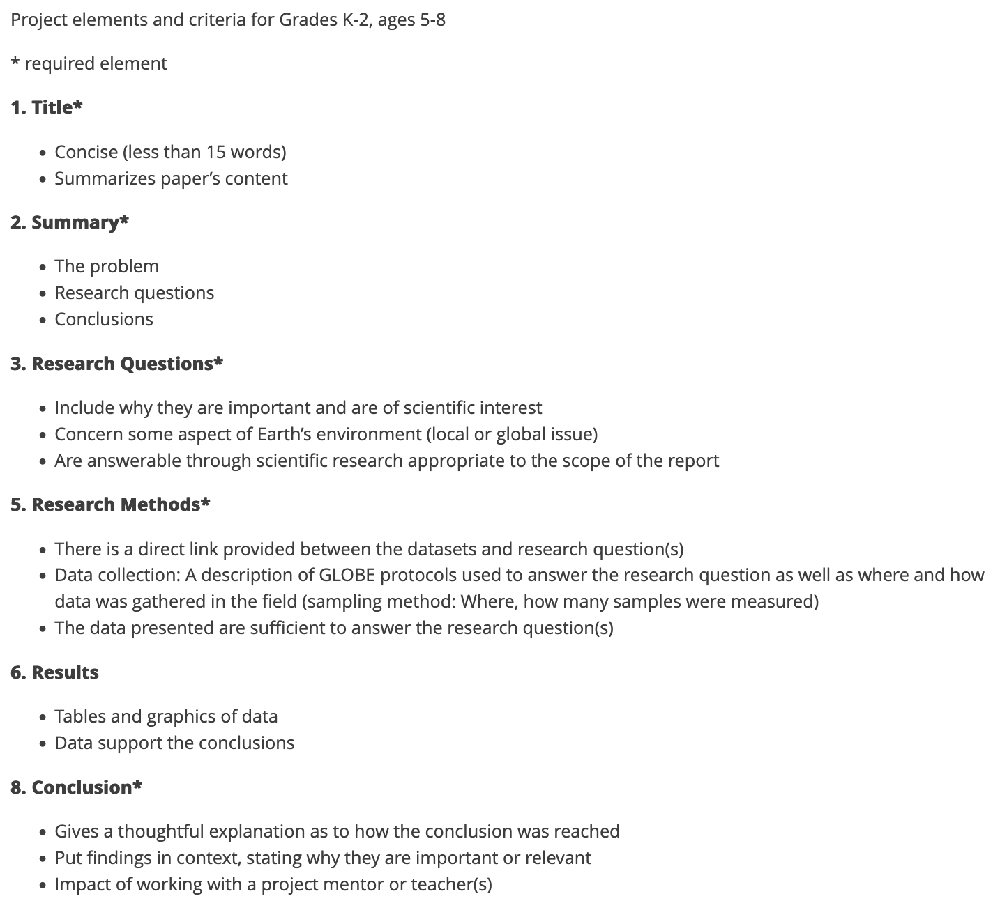 Project elements and criteria for Grades K-2, ages 5-8
* required element
1. Title*
• Concise (less than 15 words)
• Summarizes paper’s content
2. Summary*
• The problem
• Research questions
• Conclusions
3. Research Questions*
• Include why they are important and are of scientific interest
• Concern some aspect of Earth’s environment (local or global issue)
• Are answerable through scientific research appropriate to the scope of the report
5. Research Methods*
• There is a direct link provided between the datasets and research question(s)
• Data collection: A description of GLOBE protocols used to answer the research question as well as where and how
data was gathered in the field (sampling method: Where, how many samples were measured)
• The data presented are sufficient to answer the research question(s)
6. Results
• Tables and graphics of data
• Data support the conclusions
8. Conclusion*
• Gives a thoughtful explanation as to how the conclusion was reached
• Put findings in context, stating why they are important or relevant
• Impact of working with a project mentor or teacher(s)